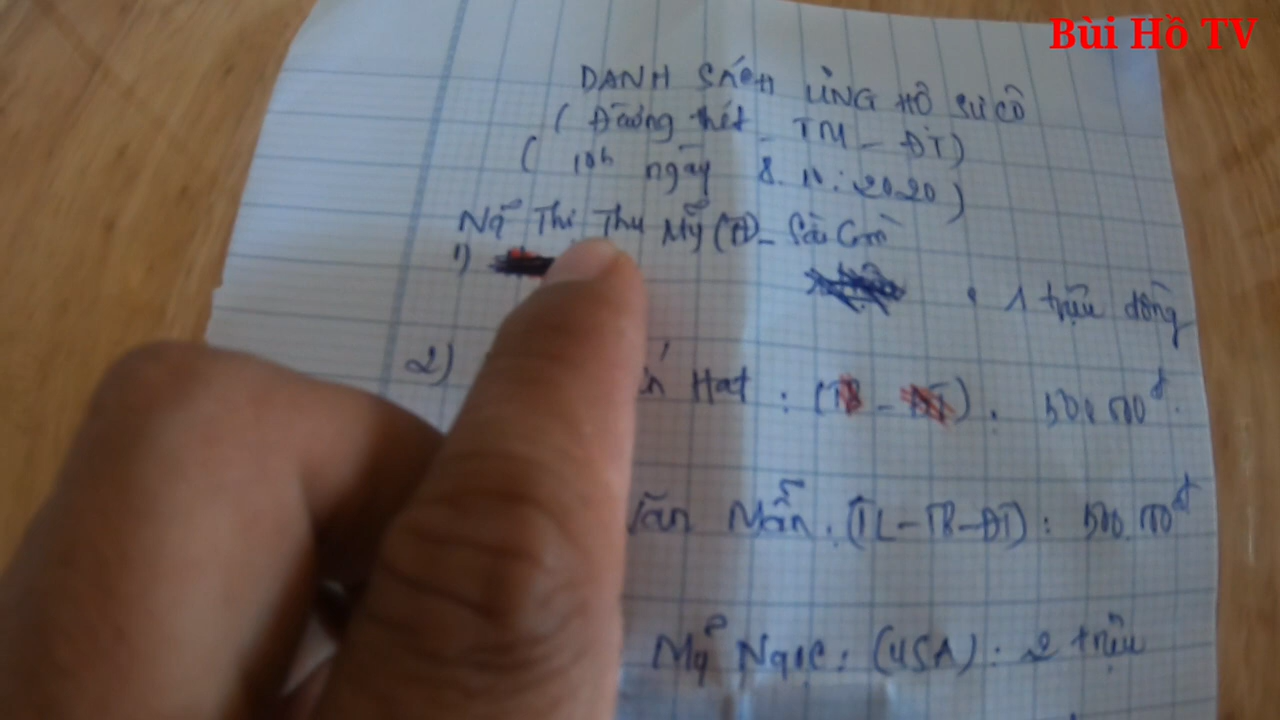 Bùi Hồ TV
DANH SÁCH ỦNG HỘ SƯ CÔ
( Đường thét - TM - ĐT)
( 10h ngày 8.11.2020)
Ng̃ Thị Thu Mỹ (TĐ) - Sài Gòn
1) 1 triệu đồng
2) Hat : (TB - ĐT). 500.000đ
Văn Mẫn : (TL-TB-ĐT) : 500.000đ
Mỹ Ngọc : (USA) : 2 triệu